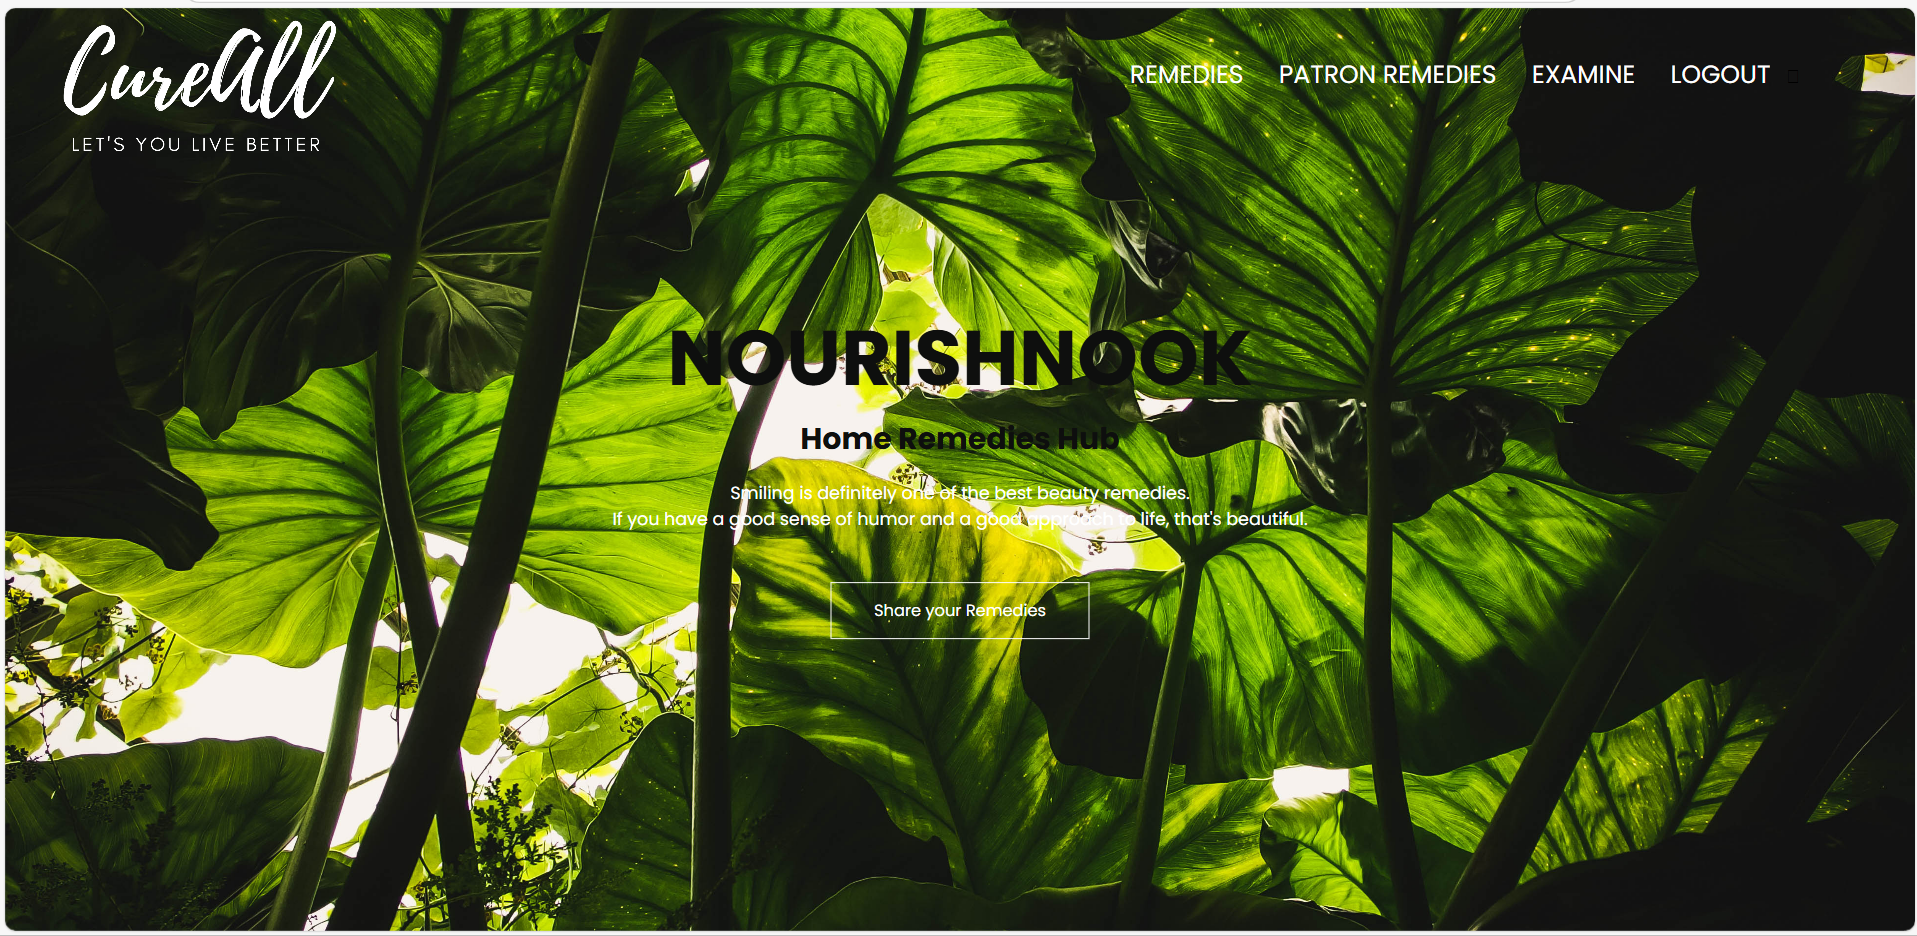 CureAll
LET'S YOU LIVE BETTER
REMEDIES PATRON REMEDIES EXAMINE LOGOUT
NOURISHNOOK
Home Remedies Hub
Smiling is definitely one of the best beauty remedies.
If you have a good sense of humor and a good approach to life, that's beautiful.
Share your Remedies